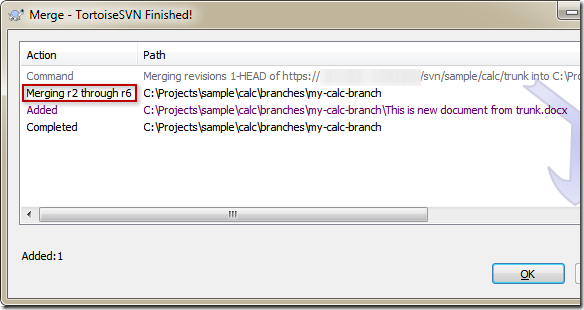 Merge - TortoiseSVN Finished!
Action Path
Command Merging revisions 1-HEAD of https:// /svn/sample/calc/trunk into C:\Proj
Merging r2 through r6 C:\Projects\sample\calc\branches\my-calc-branch
Added C:\Projects\sample\calc\branches\my-calc-branch\This is new document from trunk.docx
Completed C:\Projects\sample\calc\branches\my-calc-branch
Added:1
OK